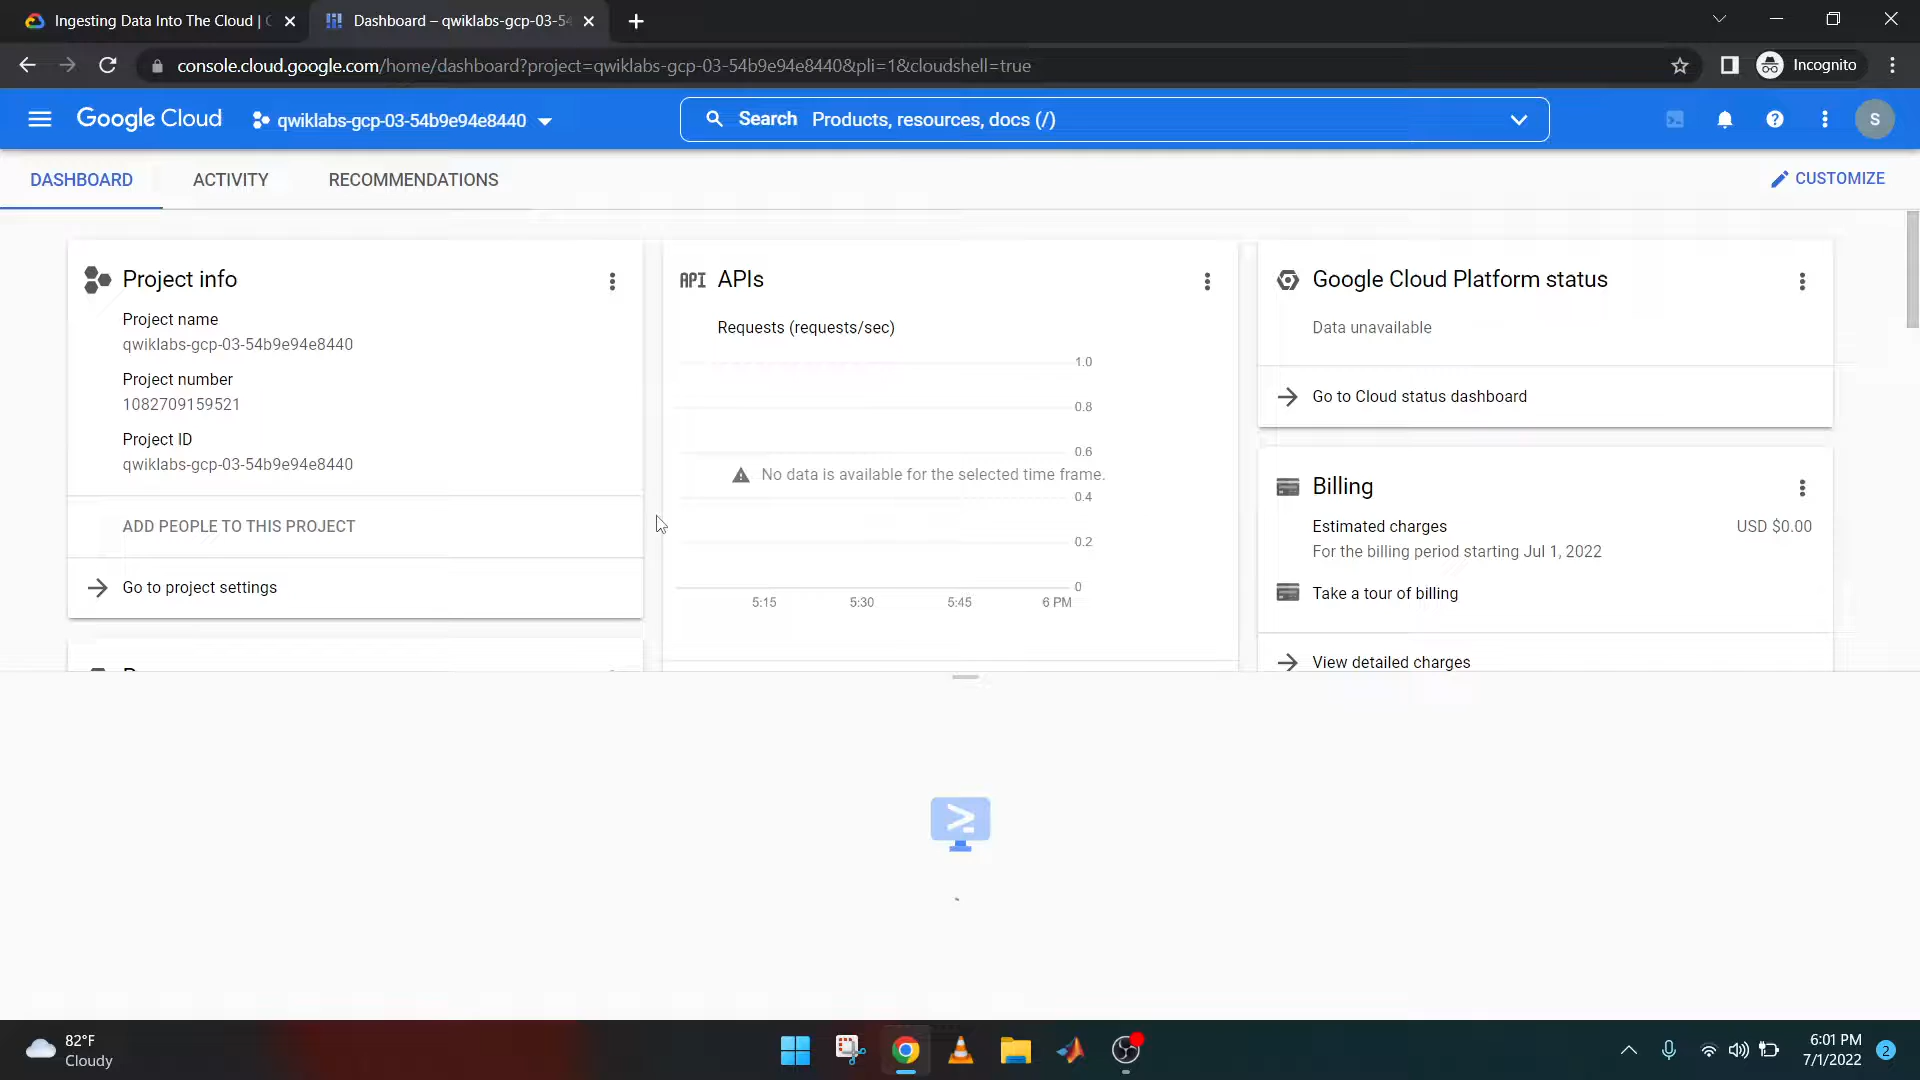 Ingesting Data Into The Cloud |
Dashboard – qwiklabs-gcp-03-5
console.cloud.google.com/home/dashboard?project=qwiklabs-gcp-03-54b9e94e8440&pli=1&cloudshell=true
Incognito
Google Cloud
qwiklabs-gcp-03-54b9e94e8440
Search Products, resources, docs (/)
S
DASHBOARD
ACTIVITY
RECOMMENDATIONS
CUSTOMIZE
Project info
Project name
qwiklabs-gcp-03-54b9e94e8440
Project number
1082709159521
Project ID
qwiklabs-gcp-03-54b9e94e8440
ADD PEOPLE TO THIS PROJECT
Go to project settings
API APIs
Requests (requests/sec)
1.0
0.8
0.6
No data is available for the selected time frame.
0.4
0.2
0
5:15
5:30
5:45
6 PM
Google Cloud Platform status
Data unavailable
Go to Cloud status dashboard
Billing
Estimated charges
USD $0.00
For the billing period starting Jul 1, 2022
Take a tour of billing
View detailed charges
82°F
Cloudy
6:01 PM
7/1/2022
2